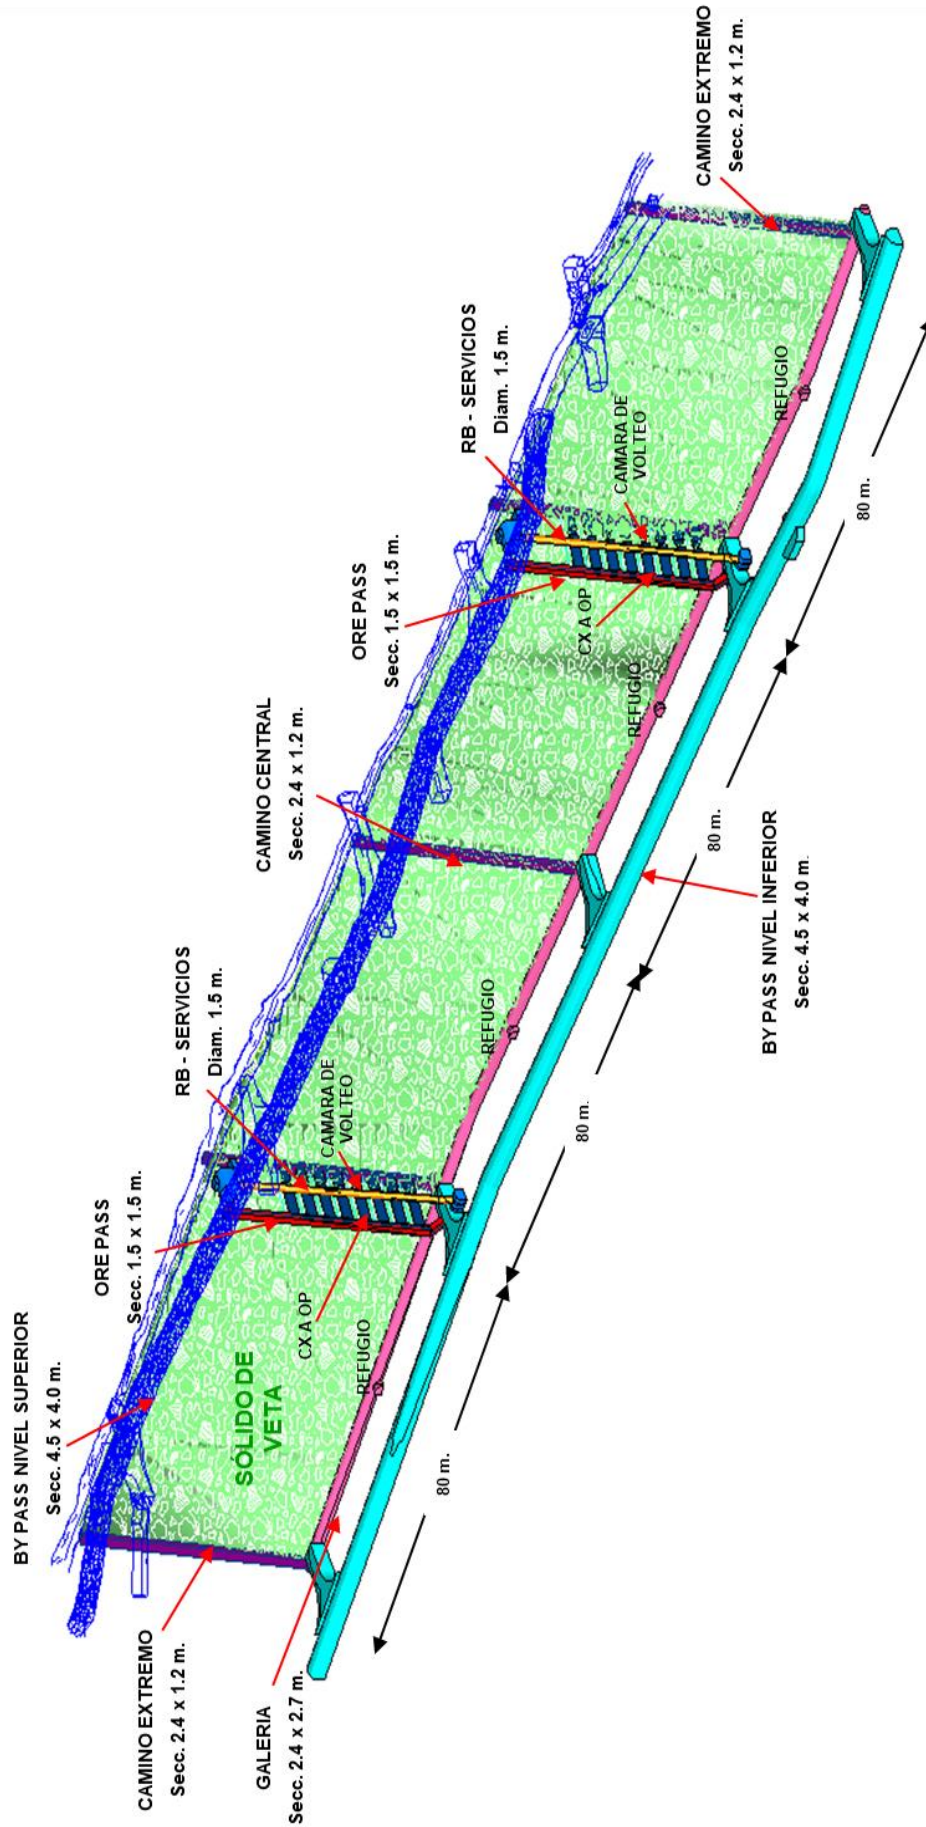 BY PASS NIVEL SUPERIOR
Secc. 4.5 x 4.0 m.
ORE PASS
Secc. 1.5 x 1.5 m.
RB - SERVICIOS
Diam. 1.5 m.
CAMINO CENTRAL
Secc. 2.4 x 1.2 m.
ORE PASS
Secc. 1.5 x 1.5 m.
RB - SERVICIOS
Diam. 1.5 m.
CAMINO EXTREMO
Secc. 2.4 x 1.2 m.
CAMINO EXTREMO
Secc. 2.4 x 1.2 m.
GALERIA
Secc. 2.4 x 2.7 m.
SÓLIDO DE
VETA
CX A OP
CAMARA DE
VOLTEO
CX A OP
CAMARA DE
VOLTEO
REFUGIO
REFUGIO
REFUGIO
REFUGIO
80 m.
80 m.
80 m.
80 m.
BY PASS NIVEL INFERIOR
Secc. 4.5 x 4.0 m.